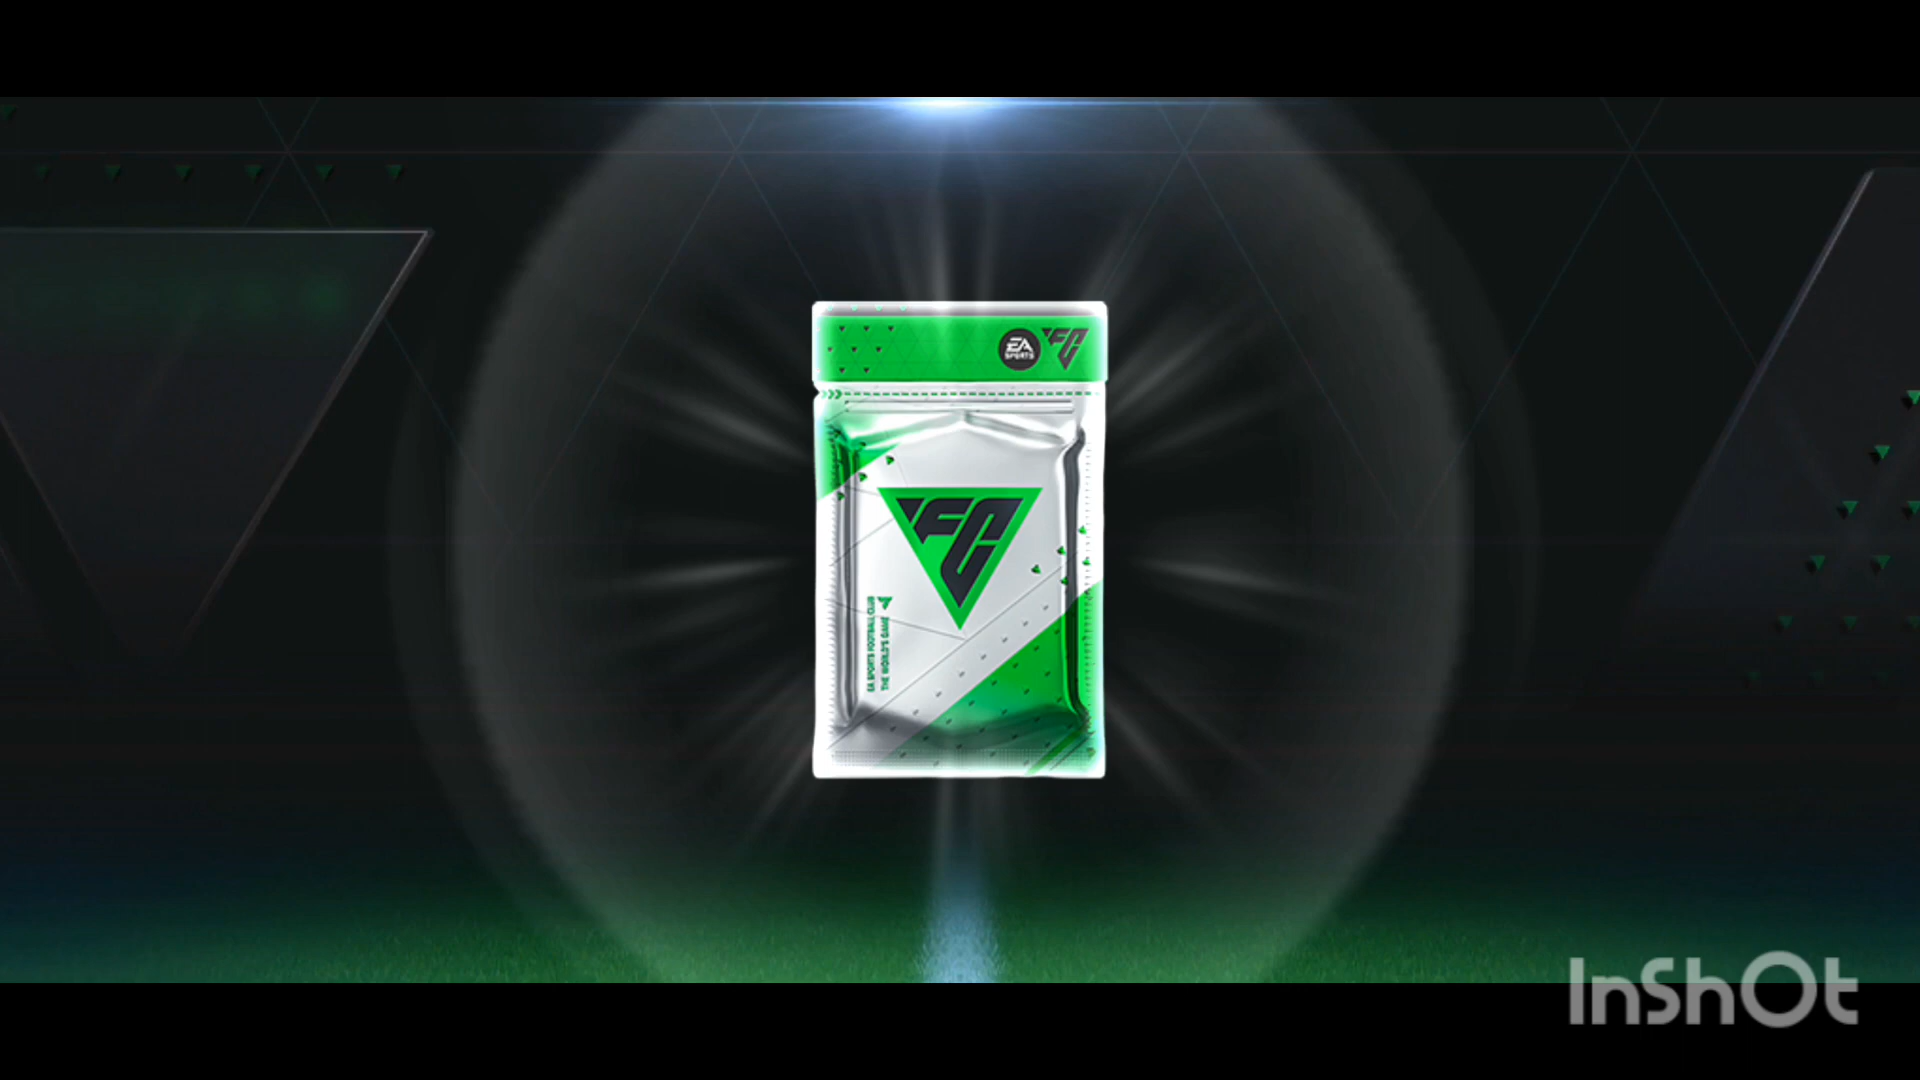 EA
SPORTS
FC
FC
EA SPORTS FOOTBALL CLUB
THE WORLD'S GAME
InShOt